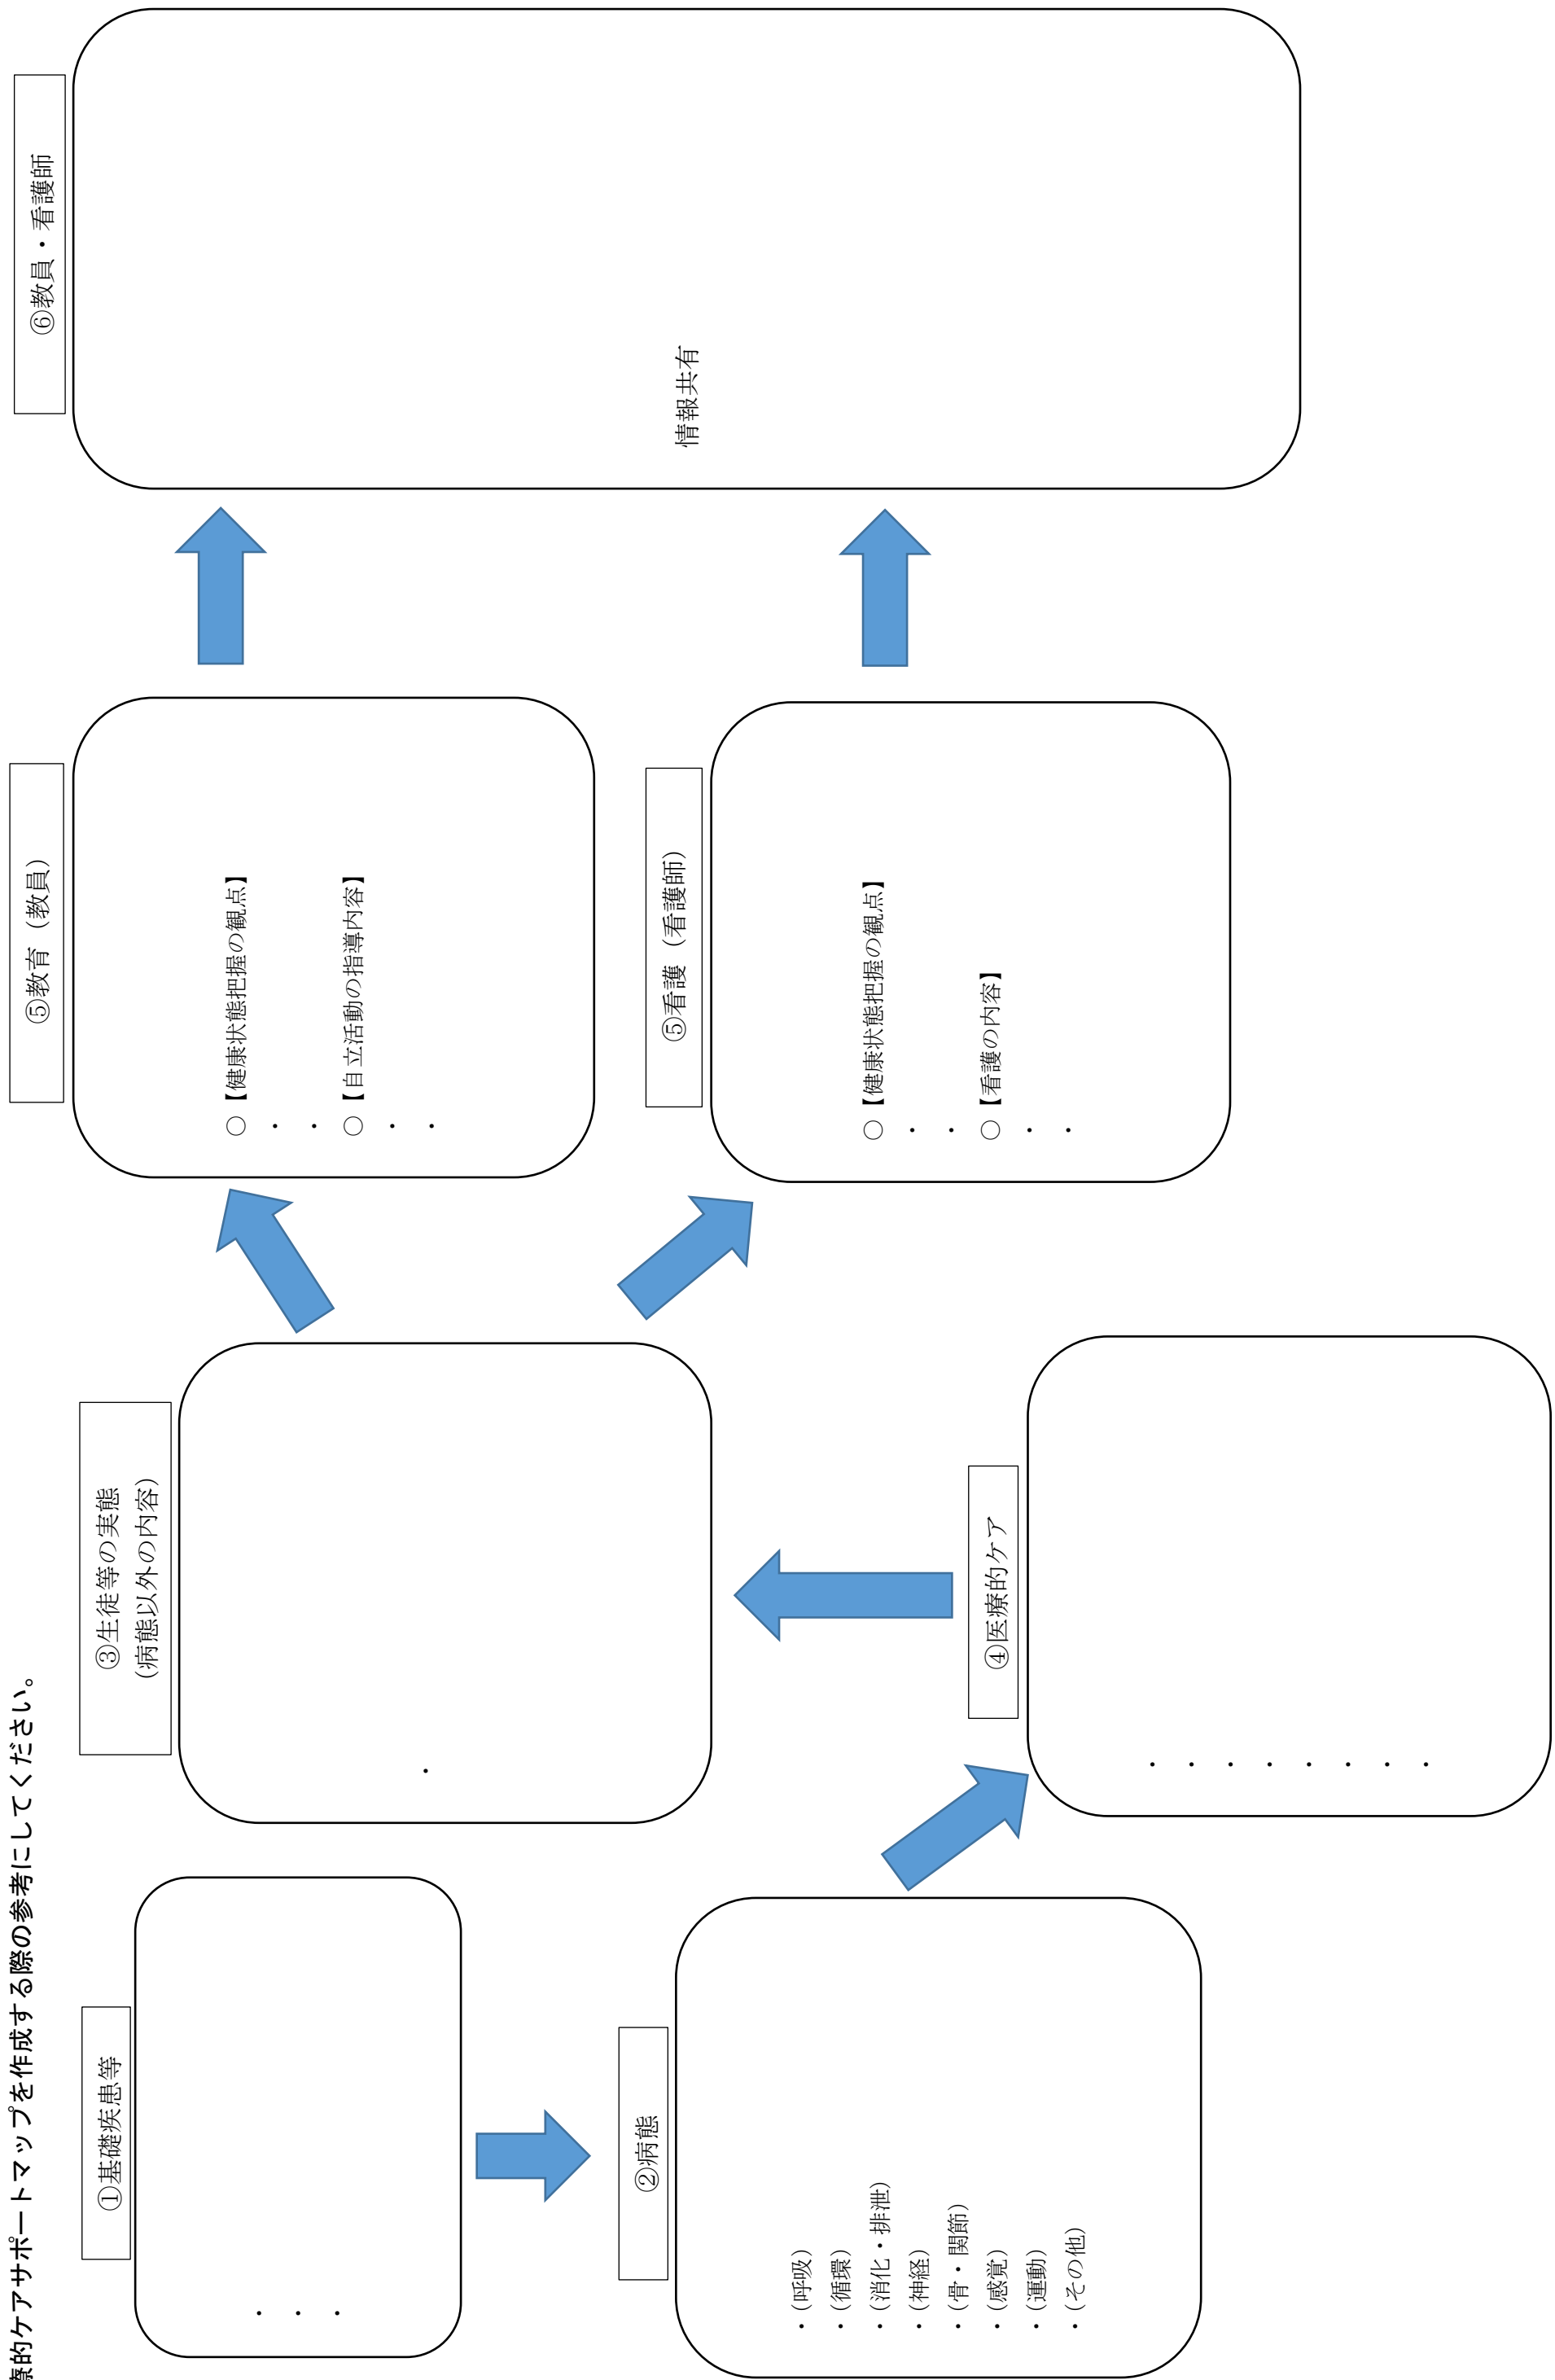 療的ケアサポートマップを作成する際の参考にしてください。
①基礎疾患等
・
・
・
②病態
・（呼吸）
・（循環）
・（消化・排泄）
・（神経）
・（骨・関節）
・（感覚）
・（運動）
・（その他）
③生徒等の実態
（病態以外の内容）
・
④医療的ケア
・
・
・
・
・
・
・
・
⑤教育（教員）
○【健康状態把握の観点】
・
・
○【自立活動の指導内容】
・
・
⑤看護（看護師）
○【健康状態把握の観点】
・
・
○【看護の内容】
・
・
⑥教員・看護師
情報共有